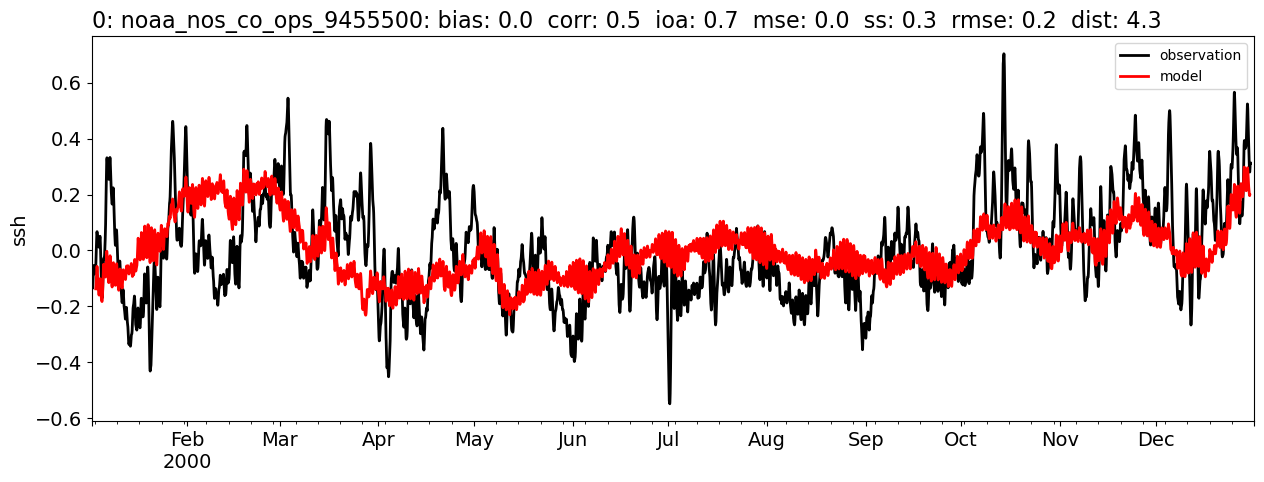 0: noaa_nos_co_ops_9455500: bias: 0.0  corr: 0.5  ioa: 0.7  mse: 0.0  ss: 0.3  rmse: 0.2  dist: 4.3
observation
model
0.6
0.4
0.2
0.0
−0.2
−0.4
−0.6
ssh
Feb Mar Apr May Jun Jul Aug Sep Oct Nov Dec
2000